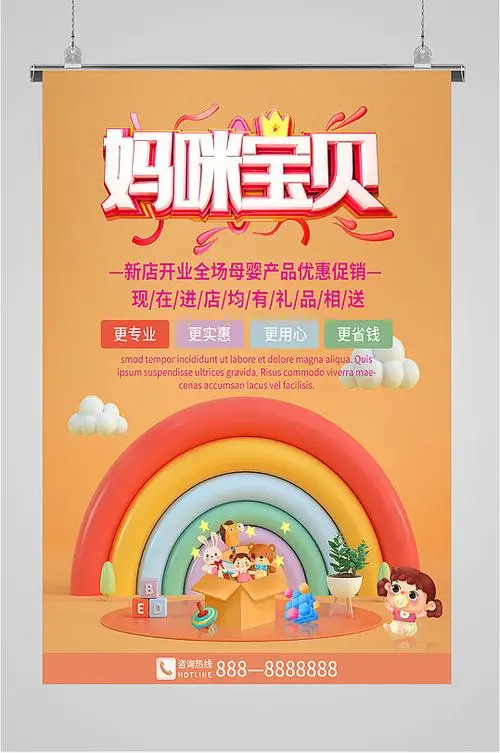 妈咪宝贝
—新店开业全场母婴产品优惠促销—
现/在/进/店/均/有/礼/品/相/送
更专业 更实惠 更用心 更省钱
smod tempor incididunt ut labore et dolore magna aliqua. Quis
ipsum suspendisse ultrices gravida. Risus commodo viverra mae-
cenas accumsan lacus vel facilisis.
B
E D
咨询热线
HOTLINE 888—8888888